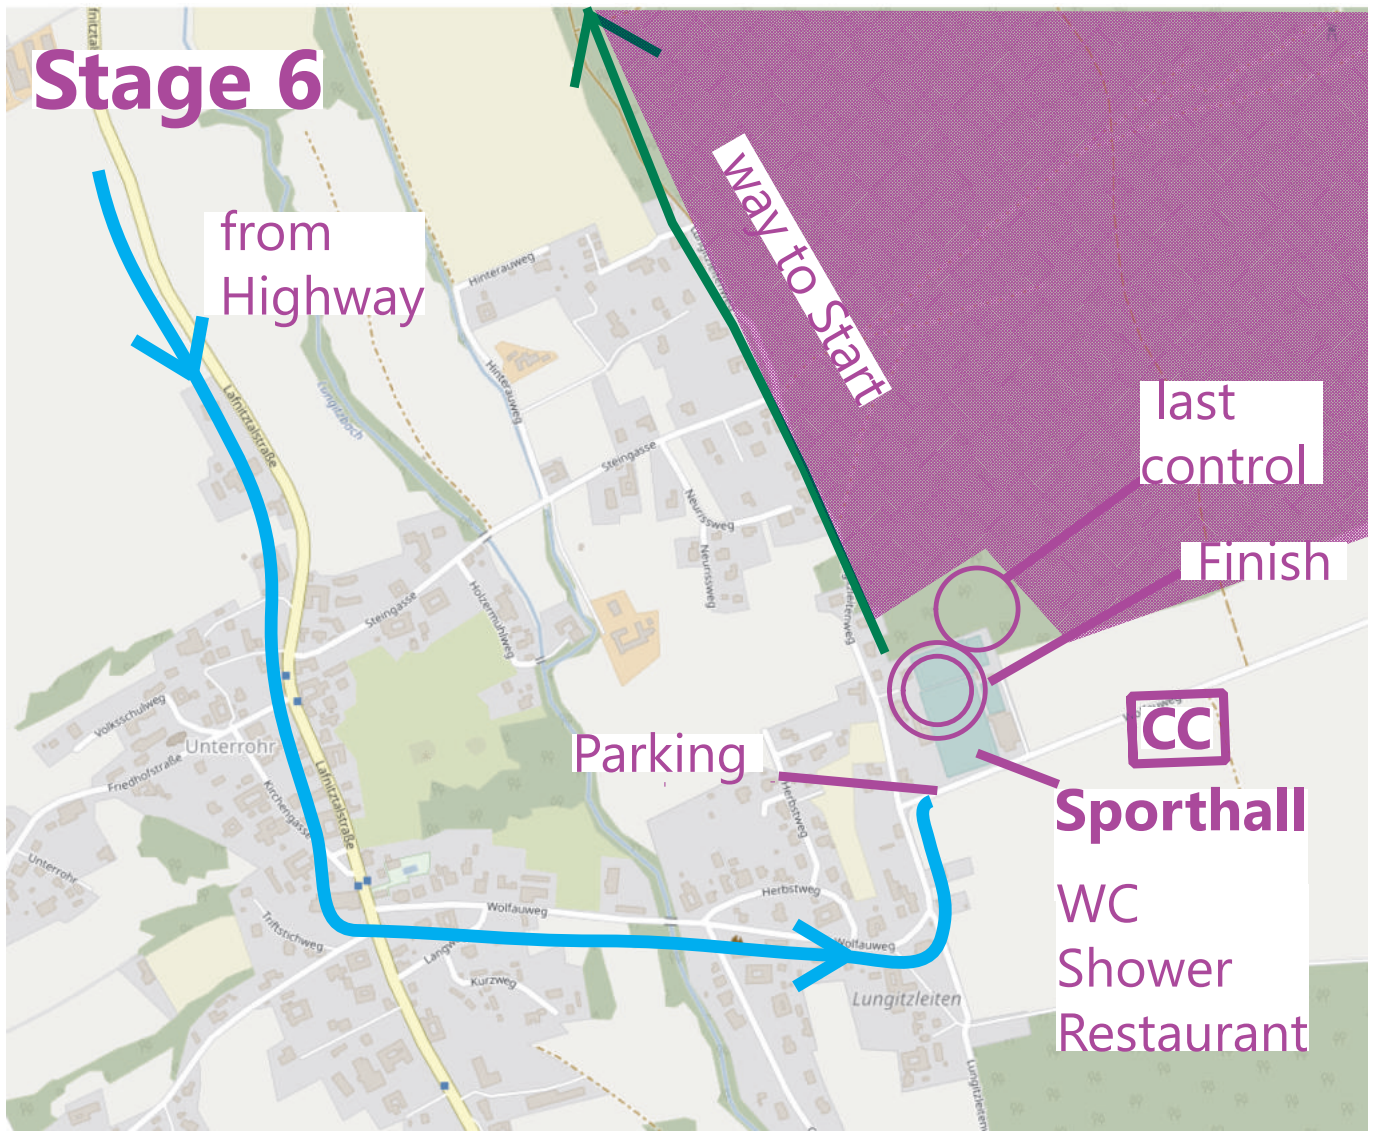 Stage 6
from
Highway
way to Start
last
control
Finish
CC
Parking
Sporthall
WC
Shower
Restaurant
Lafnitztalstraße
Lungitzbach
Hinterauweg
Hinterauweg
Steingasse
Neurissweg
Neurissweg
Steingasse
Holzermühlweg
Volksschulweg
Unterrohr
Friedhofstraße
Kirchengasse
Lafnitztalstraße
Unterrohr
Herbstweg
Herbstweg
Wolfauweg
Triftstichweg
Wolfauweg
Kurzweg
Lungitzleiten